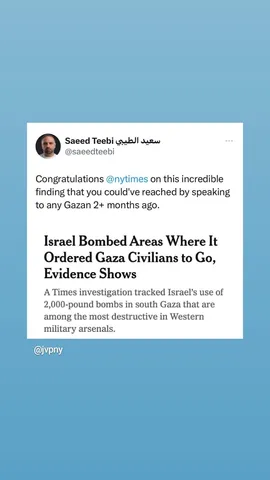 Saeed Teebi سعيد الطيبي
@saeedteebi
Congratulations @nytimes on this incredible
finding that you could've reached by speaking
to any Gazan 2+ months ago.
Israel Bombed Areas Where It
Ordered Gaza Civilians to Go,
Evidence Shows
A Times investigation tracked Israel's use of
2,000-pound bombs in south Gaza that are
among the most destructive in Western
military arsenals.
@jvpny